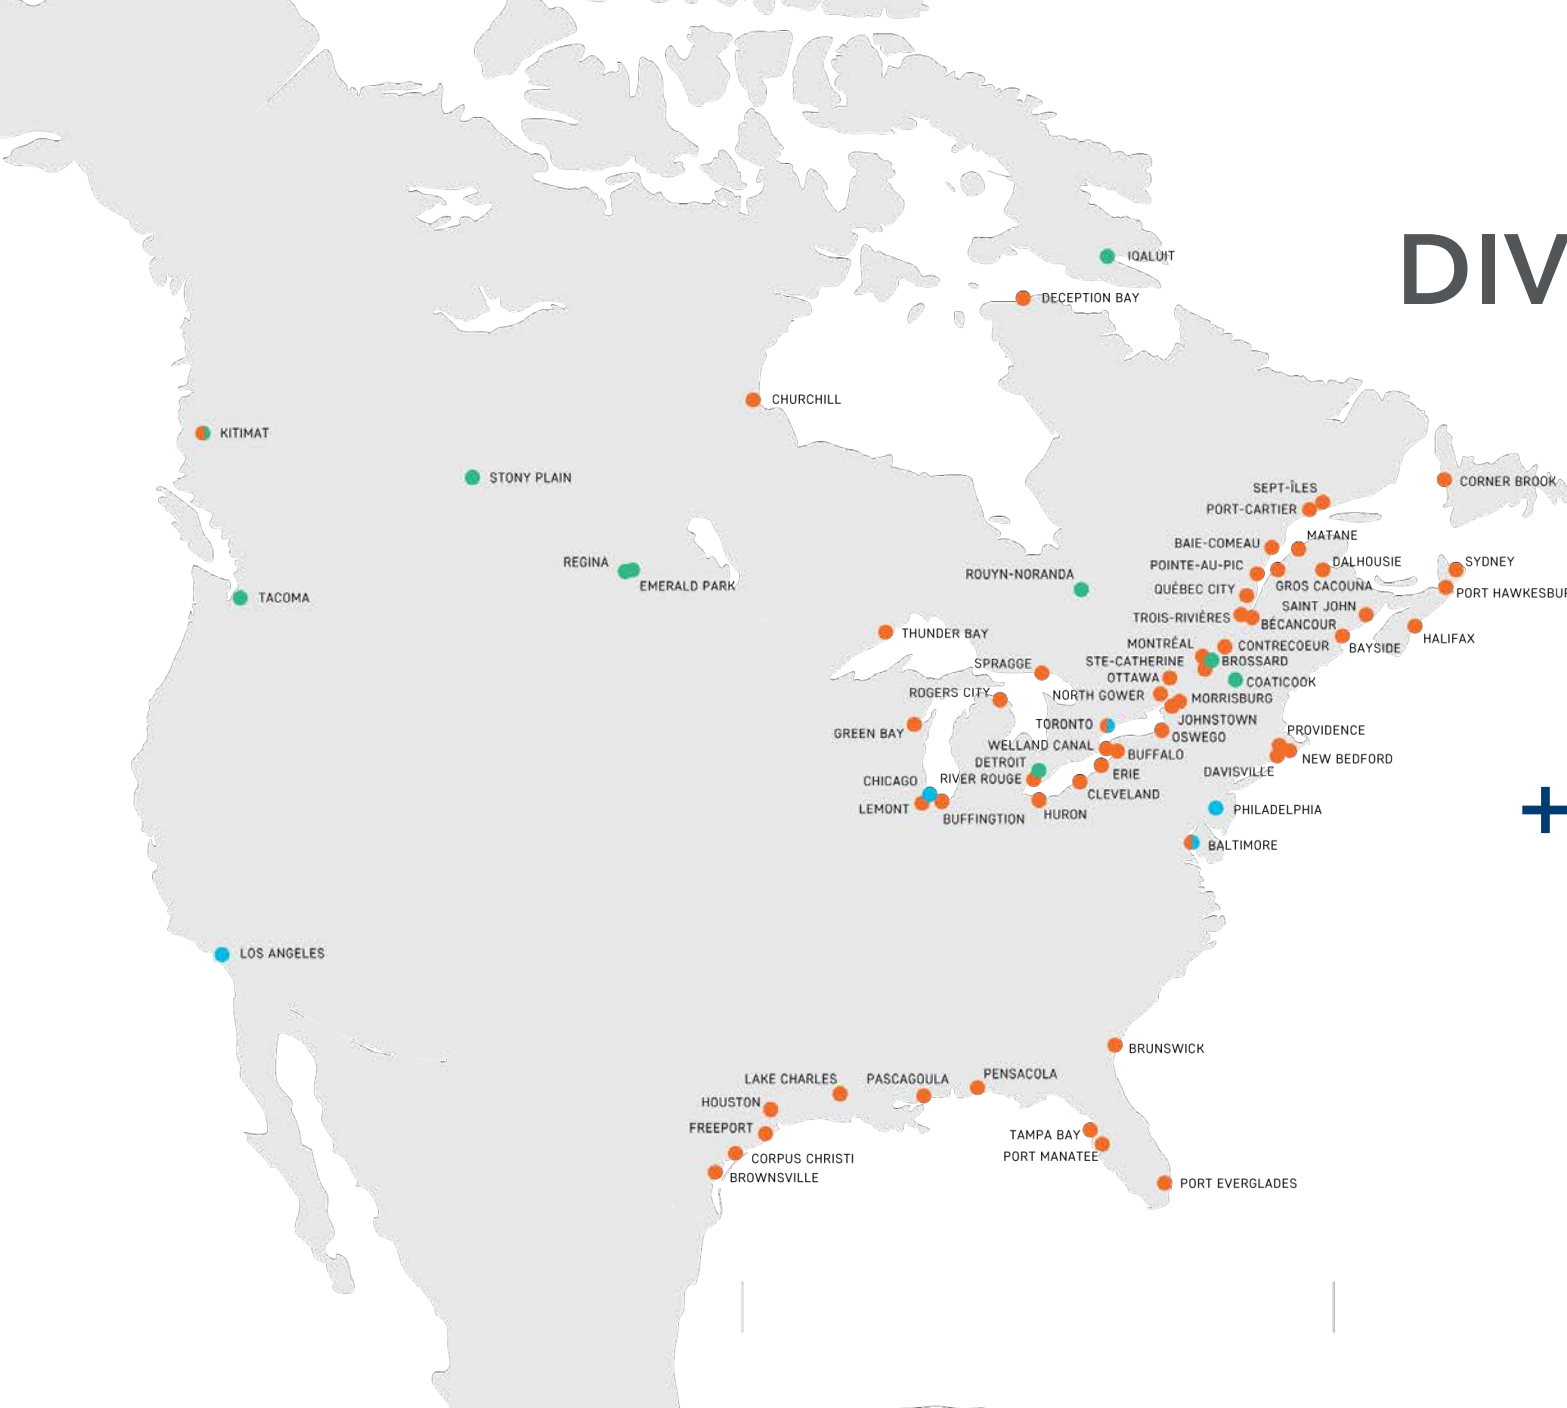 IQALUIT
DIV
DECEPTION BAY
CHURCHILL
KITIMAT
STONY PLAIN
CORNER BROOK
SEPT-ÎLES
PORT-CARTIER
MATANE
BAIE-COMEAU
DALHOUSIE
SYDNEY
REGINA
POINTE-AU-PIC
ROUYN-NORANDA
EMERALD PARK
GROS CACOUNA
QUÉBEC CITY
PORT HAWKESBUR
TACOMA
SAINT JOHN
TROIS-RIVIÈRES
BÉCANCOUR
THUNDER BAY
HALIFAX
MONTRÉAL
CONTRECOEUR
BAYSIDE
SPRAGGE
STE-CATHERINE
BROSSARD
OTTAWA
COATICOOK
ROGERS CITY
NORTH GOWER
MORRISBURG
TORONTO
JOHNSTOWN
GREEN BAY
PROVIDENCE
OSWEGO
WELLAND CANAL
BUFFALO
NEW BEDFORD
DETROIT
DAVISVILLE
ERIE
CHICAGO
RIVER ROUGE
CLEVELAND
LEMONT
BUFFINGTION
HURON
PHILADELPHIA
+
BALTIMORE
LOS ANGELES
BRUNSWICK
LAKE CHARLES
PASCAGOULA
PENSACOLA
HOUSTON
FREEPORT
TAMPA BAY
CORPUS CHRISTI
PORT MANATEE
BROWNSVILLE
PORT EVERGLADES